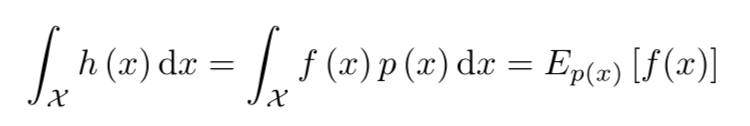 ∫_𝒳 h (x) dx = ∫_𝒳 f (x) p (x) dx = E_{p(x)} [f(x)]